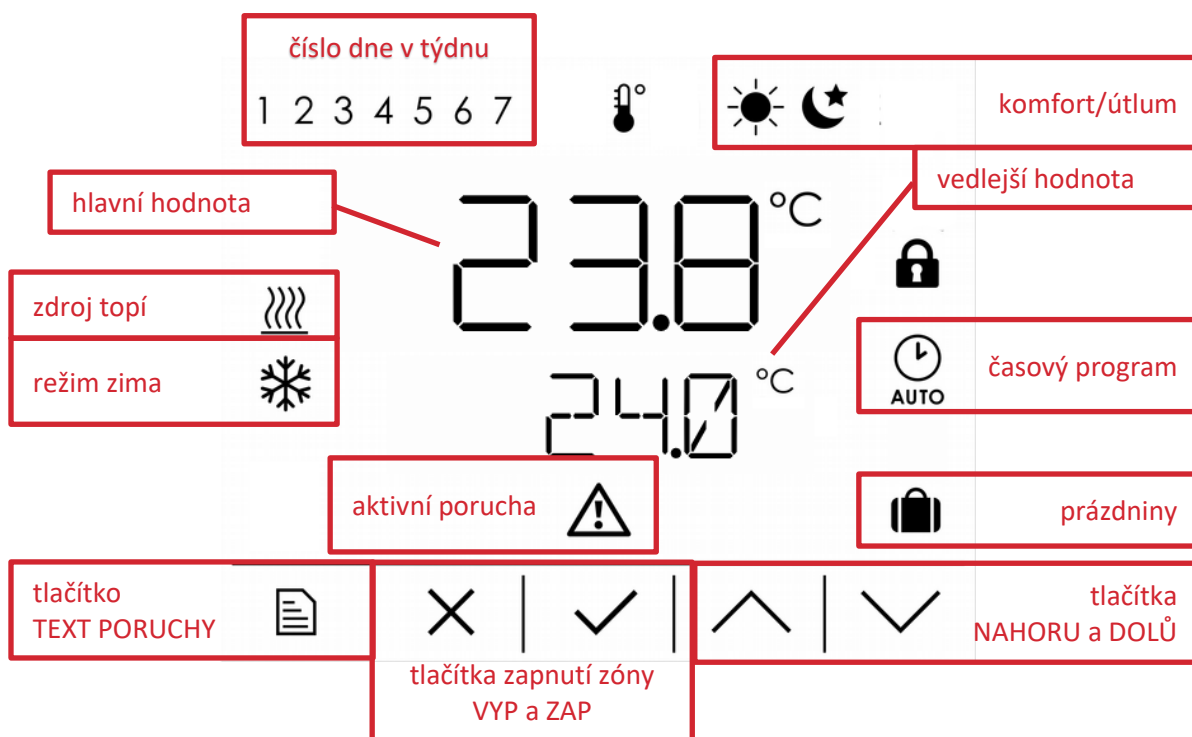 číslo dne v týdnu
1 2 3 4 5 6 7
°
komfort/útlum
vedlejší hodnota
hlavní hodnota
23.8 °C
zdroj topí
režim zima
24.0 °C
AUTO
časový program
aktivní porucha
prázdniny
tlačítko
TEXT PORUCHY
tlačítka
NAHORU a DOLŮ
tlačítka zapnutí zóny
VYP a ZAP